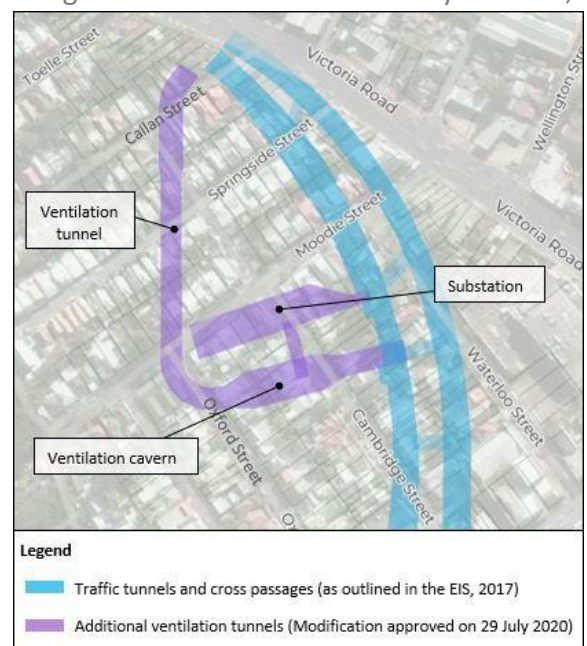 Toelle Street
Victoria Road
Wellington
Callan Street
Springside Street
Ventilation
tunnel
Moodie Street
Victoria Road
Substation
Waterloo Street
Oxford Street
Ventilation cavern
Cambridge Street
Legend
Traffic tunnels and cross passages (as outlined in the EIS, 2017)
Additional ventilation tunnels (Modification approved on 29 July 2020)